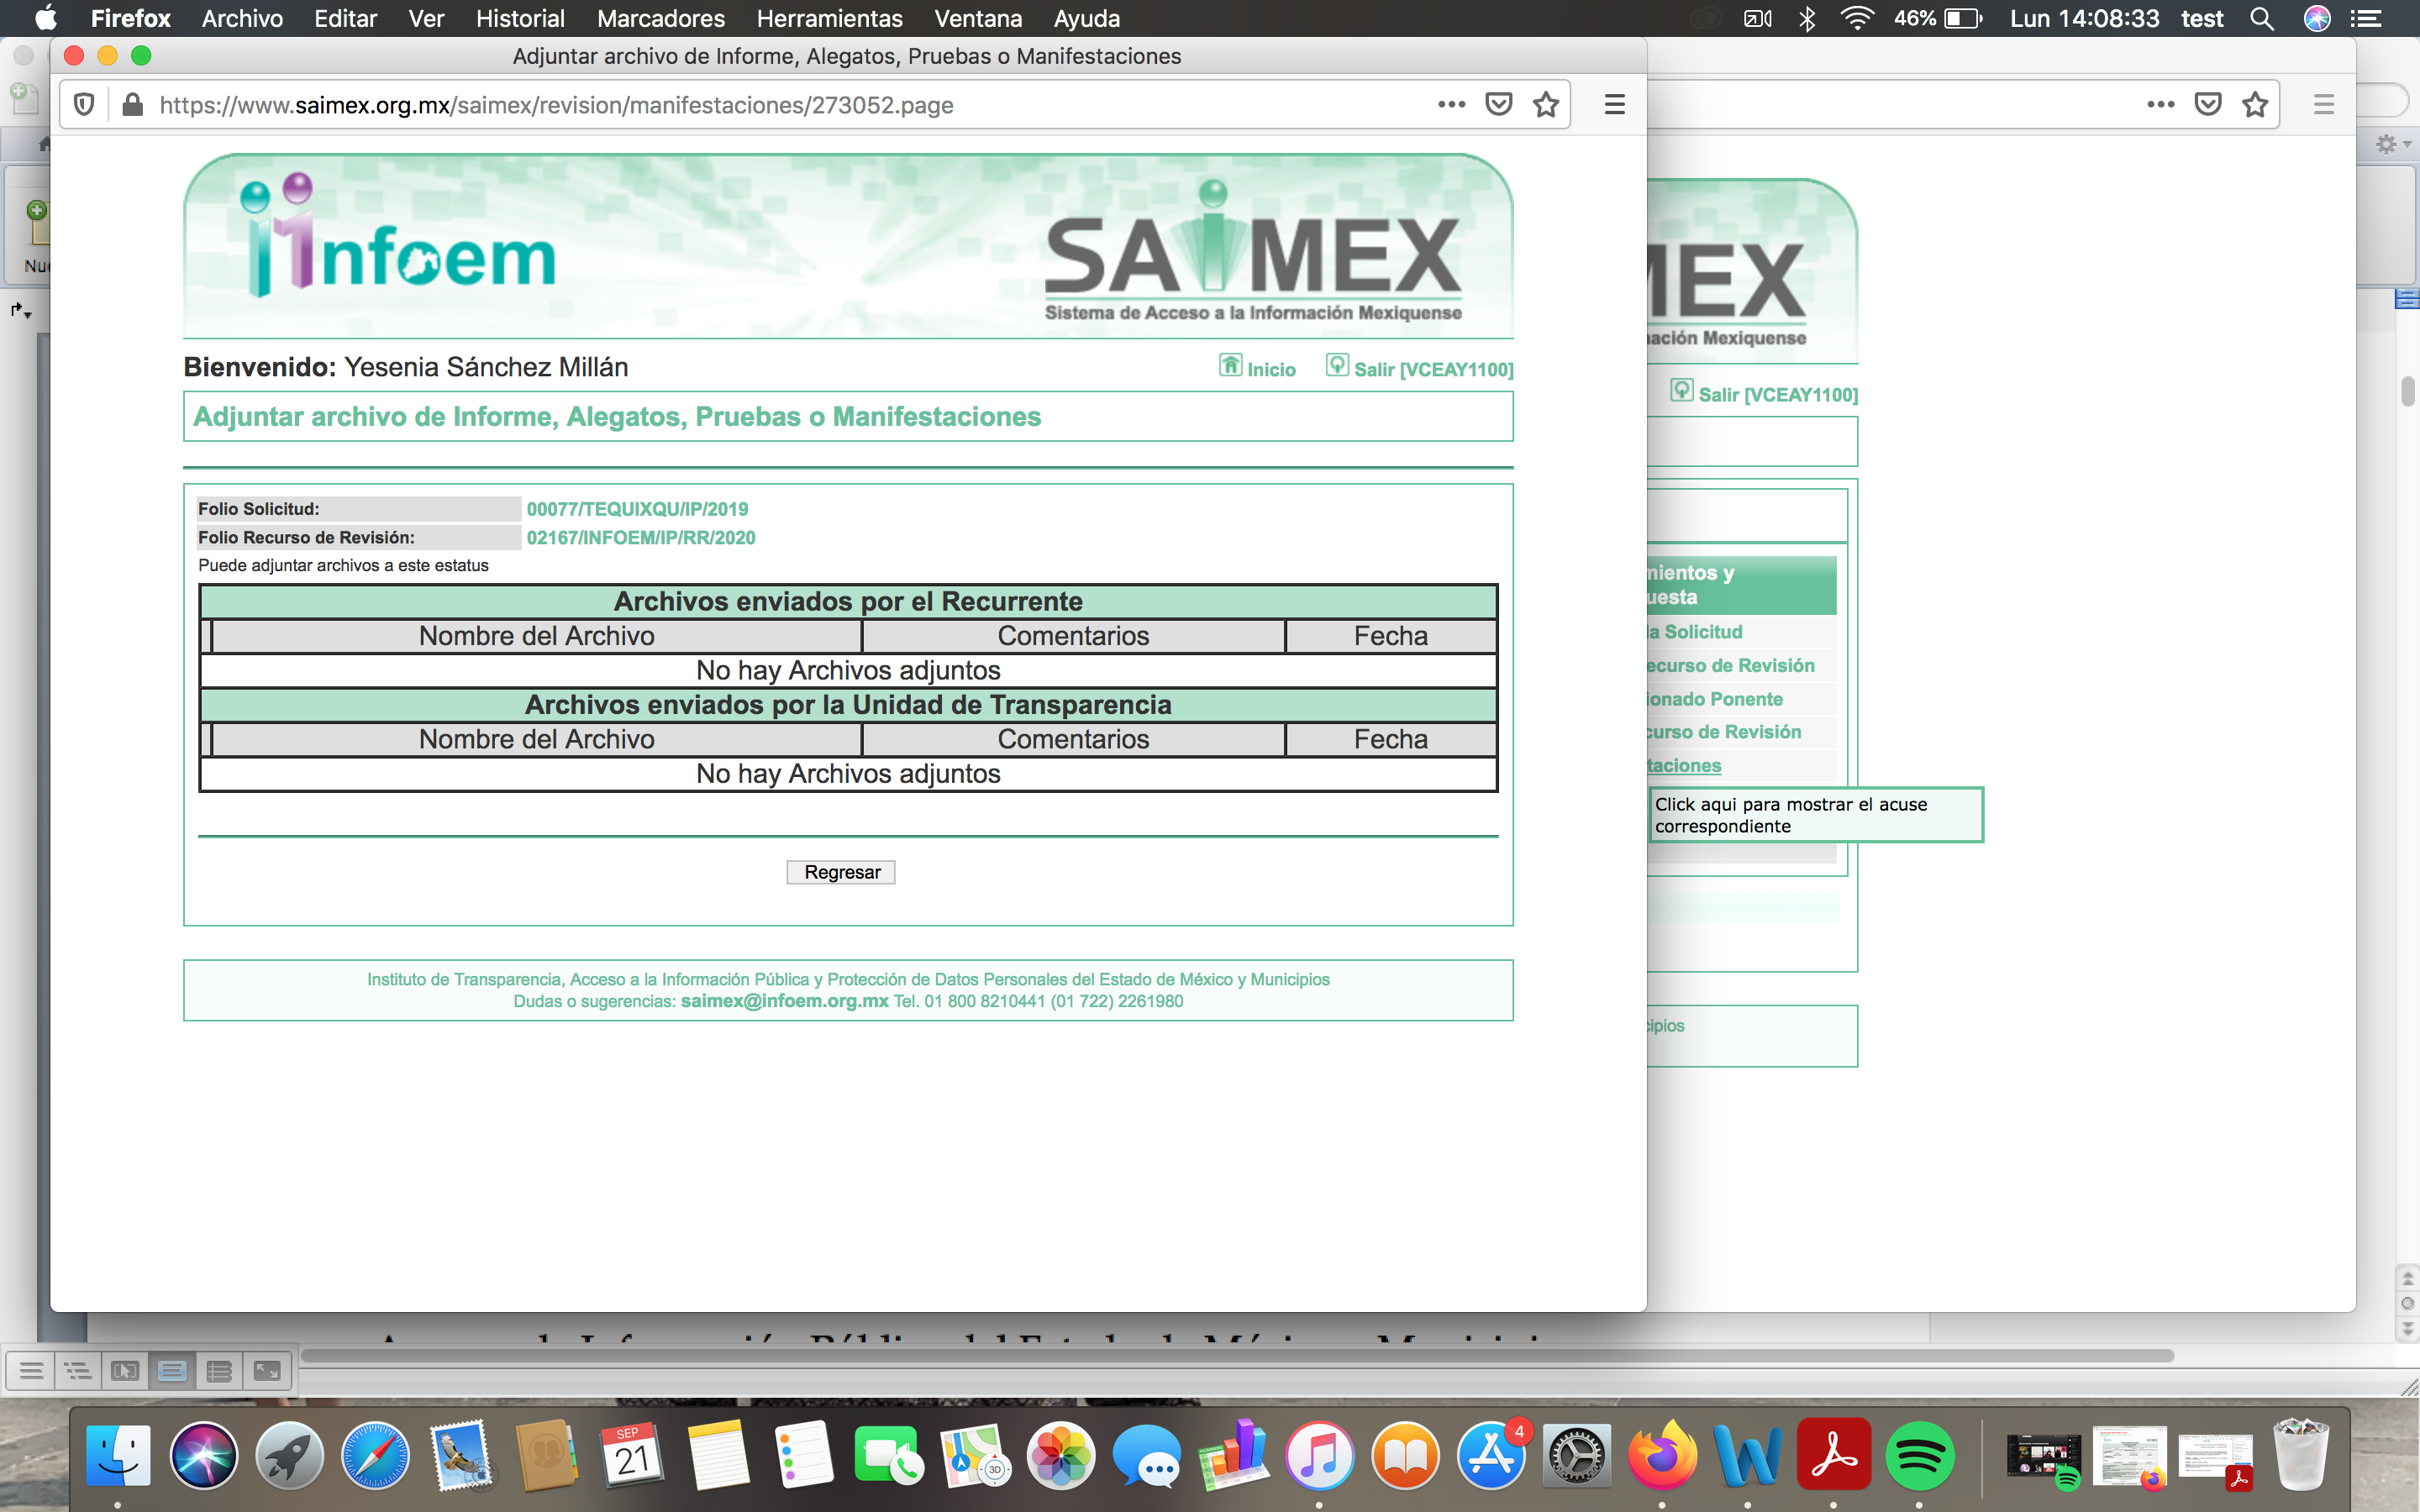 Firefox Archivo Editar Ver Historial Marcadores Herramientas Ventana Ayuda 46% Lun 14:08:33 test
Adjuntar archivo de Informe, Alegatos, Pruebas o Manifestaciones
https://www.saimex.org.mx/saimex/revision/manifestaciones/273052.page
infoem
SAIMEX
Sistema de Acceso a la Información Mexiquense
Bienvenido: Yesenia Sánchez Millán
Inicio Salir [VCEAY1100]
Adjuntar archivo de Informe, Alegatos, Pruebas o Manifestaciones
Folio Solicitud: 00077/TEQUIXQU/IP/2019
Folio Recurso de Revisión: 02167/INFOEM/IP/RR/2020
Puede adjuntar archivos a este estatus
Archivos enviados por el Recurrente
Nombre del Archivo Comentarios Fecha
No hay Archivos adjuntos
Archivos enviados por la Unidad de Transparencia
Nombre del Archivo Comentarios Fecha
No hay Archivos adjuntos
Regresar
Instituto de Transparencia, Acceso a la Información Pública y Protección de Datos Personales del Estado de México y Municipios
Dudas o sugerencias: saimex@infoem.org.mx Tel. 01 800 8210441 (01 722) 2261980
MEX
ación Mexiquense
Salir [VCEAY1100]
mientos y
uesta
la Solicitud
ecurso de Revisión
ionado Ponente
curso de Revisión
taciones
Click aqui para mostrar el acuse
correspondiente
cipios
Nue
SEP
21
3D
4